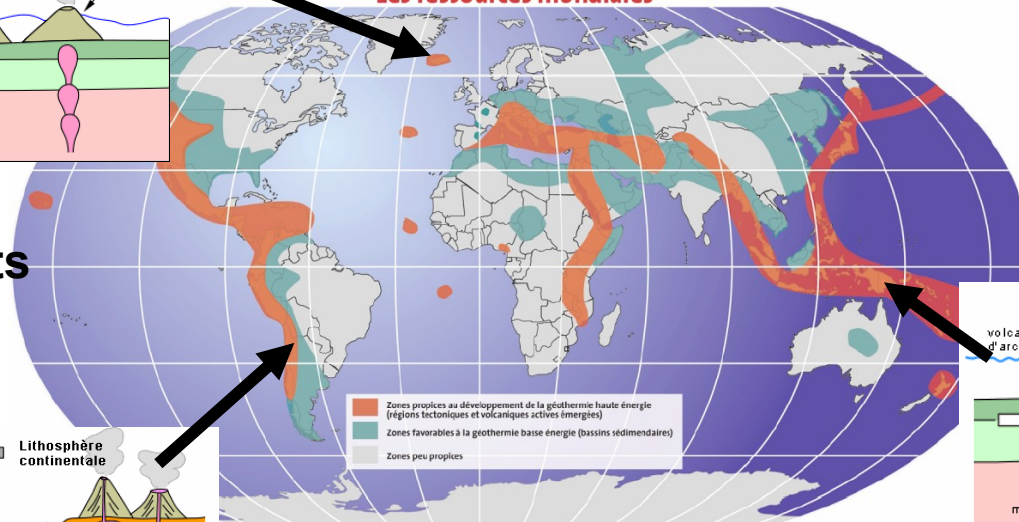 Les ressources mondiales
ts
volca
d'arc
Zones propices au développement de la géothermie haute énergie
(régions tectoniques et volcaniques actives émergées)
Zones favorables à la géothermie basse énergie (bassins sédimentaires)
Zones peu propices
Lithosphère
continentale
m